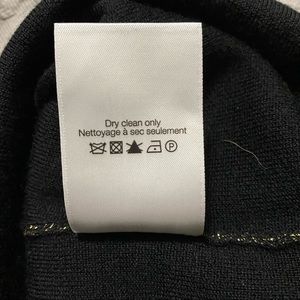 Dry clean only
Nettoyage à sec seulement
P